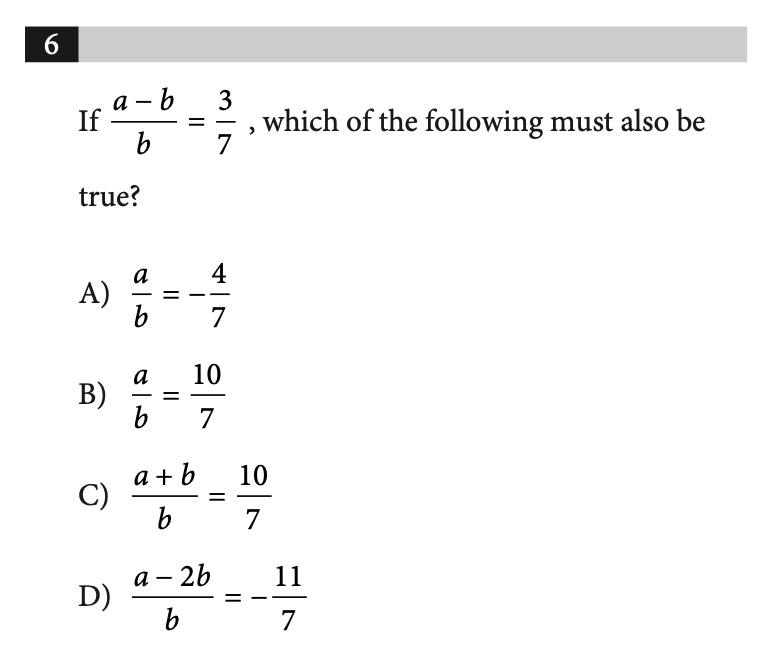 6
If \frac{a - b}{b} = \frac{3}{7} , which of the following must also be
true?
A) \frac{a}{b} = -\frac{4}{7}
B) \frac{a}{b} = \frac{10}{7}
C) \frac{a + b}{b} = \frac{10}{7}
D) \frac{a - 2b}{b} = -\frac{11}{7}